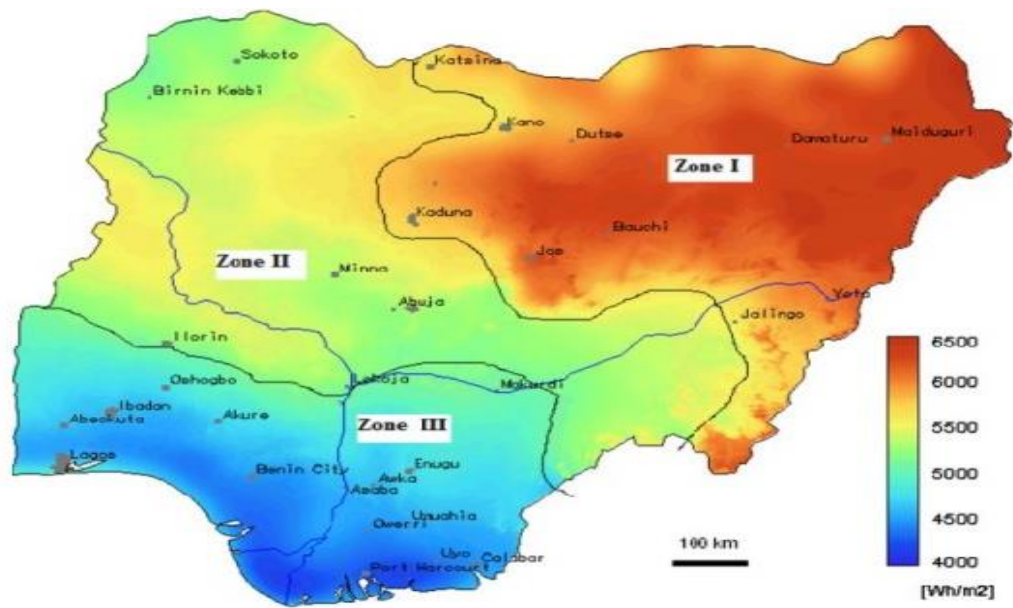 Sokoto
Katsina
Birnin Kebbi
Kano
Dutse
Damaturu
Maiduguri
Zone I
Kaduna
Bauchi
Jos
Zone II
Minna
Yola
Abuja
Jalingo
Ilorin
Lokoja
Makurdi
Oshogbo
Ibadan
Abeokuta
Akure
Zone III
Lagos
Benin City
Enugu
Awka
Asaba
Umuahia
Owerri
Uyo
Calabar
Port Harcourt
100 km
6500
6000
5500
5000
4500
4000
[Wh/m2]